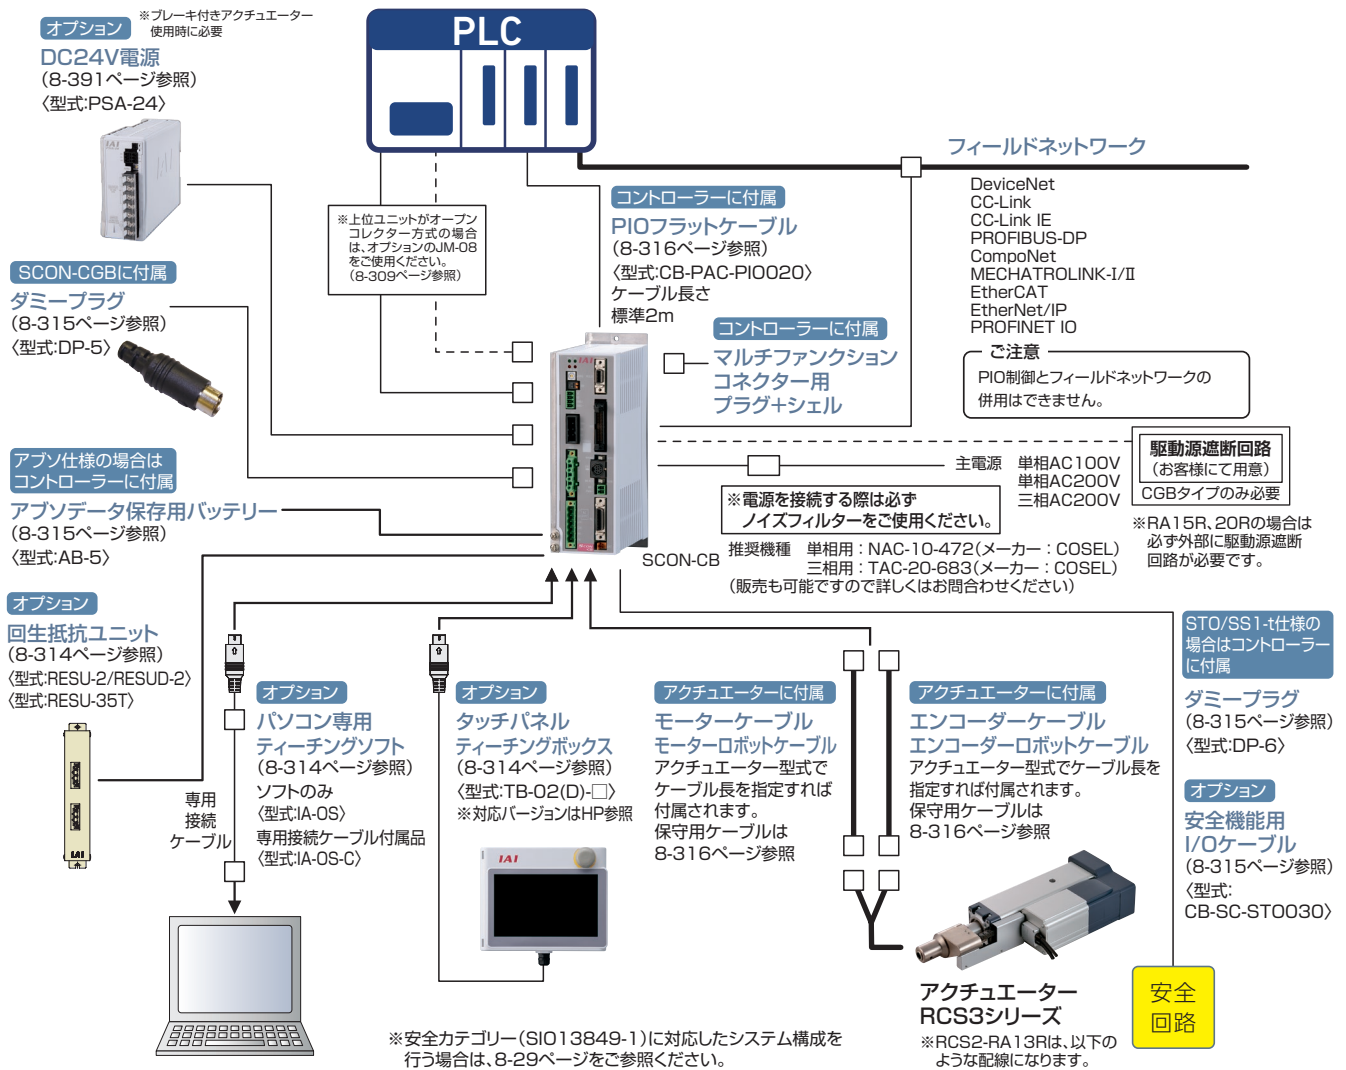 オプション
※ブレーキ付きアクチュエーター
使用時に必要
DC24V電源
(8-391ページ参照)
〈型式:PSA-24〉
PLC
IAI
フィールドネットワーク
DeviceNet
CC-Link
CC-Link IE
PROFIBUS-DP
CompoNet
MECHATROLINK-Ⅰ/Ⅱ
EtherCAT
EtherNet/IP
PROFINET IO
ご注意
PIO制御とフィールドネットワークの
併用はできません。
※上位ユニットがオープン
コレクター方式の場合
は、オプションのJM-08
をご使用ください。
(8-309ページ参照)
コントローラーに付属
PIOフラットケーブル
(8-316ページ参照)
〈型式:CB-PAC-PIO020〉
ケーブル長さ
標準2m
コントローラーに付属
マルチファンクション
コネクター用
プラグ+シェル
SCON-CGBに付属
ダミープラグ
(8-315ページ参照)
〈型式:DP-5〉
アブソ仕様の場合は
コントローラーに付属
アブソデータ保存用バッテリー
(8-315ページ参照)
〈型式:AB-5〉
IAI
SCON-CB
主電源 単相AC100V
単相AC200V
三相AC200V
駆動源遮断回路
(お客様にて用意)
CGBタイプのみ必要
※RA15R、20Rの場合は
必ず外部に駆動源遮断
回路が必要です。
※電源を接続する際は必ず
ノイズフィルターをご使用ください。
推奨機種 単相用:NAC-10-472(メーカー:COSEL)
三相用:TAC-20-683(メーカー:COSEL)
(販売も可能ですので詳しくはお問合わせください)
オプション
回生抵抗ユニット
(8-314ページ参照)
〈型式:RESU-2/RESUD-2〉
〈型式:RESU-35T〉
IAI
専用
接続
ケーブル
オプション
パソコン専用
ティーチングソフト
(8-314ページ参照)
ソフトのみ
〈型式:IA-OS〉
専用接続ケーブル付属品
〈型式:IA-OS-C〉
オプション
タッチパネル
ティーチングボックス
(8-314ページ参照)
〈型式:TB-02(D)-□〉
※対応バージョンはHP参照
IAI
アクチュエーターに付属
モーターケーブル
モーターロボットケーブル
アクチュエーター型式で
ケーブル長を指定すれば
付属されます。
保守用ケーブルは
8-316ページ参照
アクチュエーターに付属
エンコーダーケーブル
エンコーダーロボットケーブル
アクチュエーター型式でケーブル長を
指定すれば付属されます。
保守用ケーブルは
8-316ページ参照
STO/SS1-t仕様の
場合はコントローラー
に付属
ダミープラグ
(8-315ページ参照)
〈型式:DP-6〉
オプション
安全機能用
I/Oケーブル
(8-315ページ参照)
〈型式:
CB-SC-STO030〉
安全
回路
アクチュエーター
RCS3シリーズ
※RCS2-RA13Rは、以下の
ような配線になります。
※安全カテゴリー(SIO13849-1)に対応したシステム構成を
行う場合は、8-29ページをご参照ください。